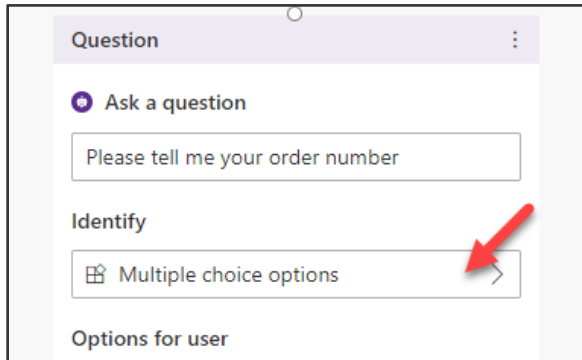 Question
Ask a question
Please tell me your order number
Identify
Multiple choice options
Options for user